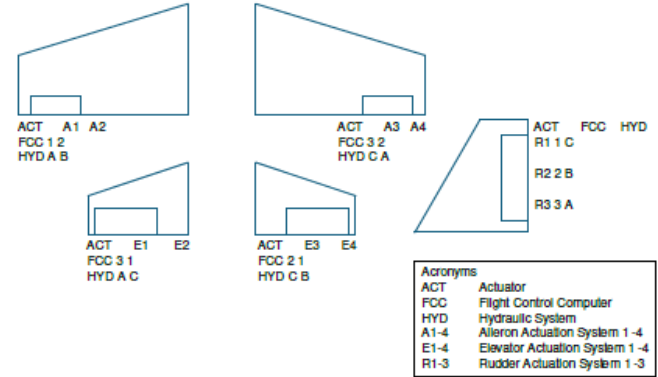 ACT A1 A2
FCC 1 2
HYD A B
ACT A3 A4
FCC 3 2
HYD C A
ACT FCC HYD
R1 1 C
R2 2 B
R3 3 A
ACT E1 E2
FCC 3 1
HYD A C
ACT E3 E4
FCC 2 1
HYD C B
Acronyms
ACT Actuator
FCC Flight Control Computer
HYD Hydraulic System
A1-4 Aileron Actuation System 1-4
E1-4 Elevator Actuation System 1-4
R1-3 Rudder Actuation System 1-3